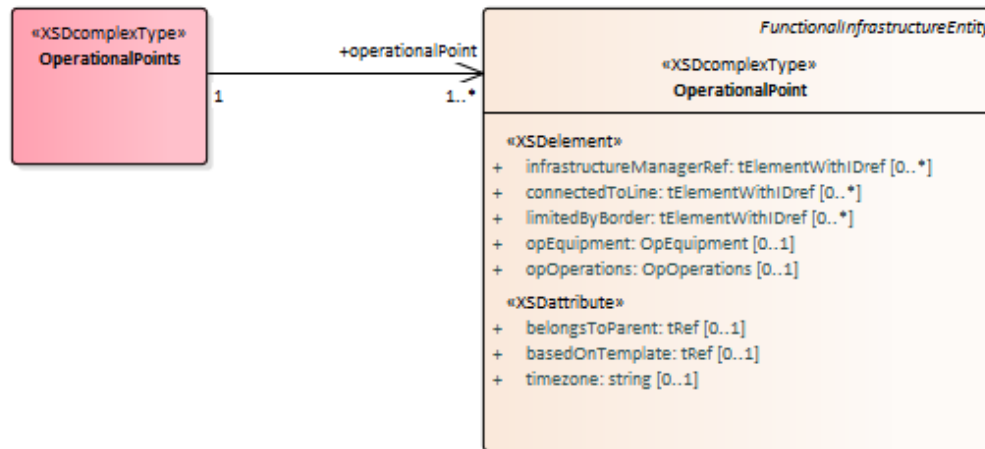 «XSDcomplexType»
OperationalPoints
+operationalPoint
1
1..*
FunctionalInfrastructureEntity
«XSDcomplexType»
OperationalPoint
«XSDelement»
+ infrastructureManagerRef: tElementWithIDref [0..*]
+ connectedToLine: tElementWithIDref [0..*]
+ limitedByBorder: tElementWithIDref [0..*]
+ opEquipment: OpEquipment [0..1]
+ opOperations: OpOperations [0..1]
«XSDattribute»
+ belongsToParent: tRef [0..1]
+ basedOnTemplate: tRef [0..1]
+ timezone: string [0..1]